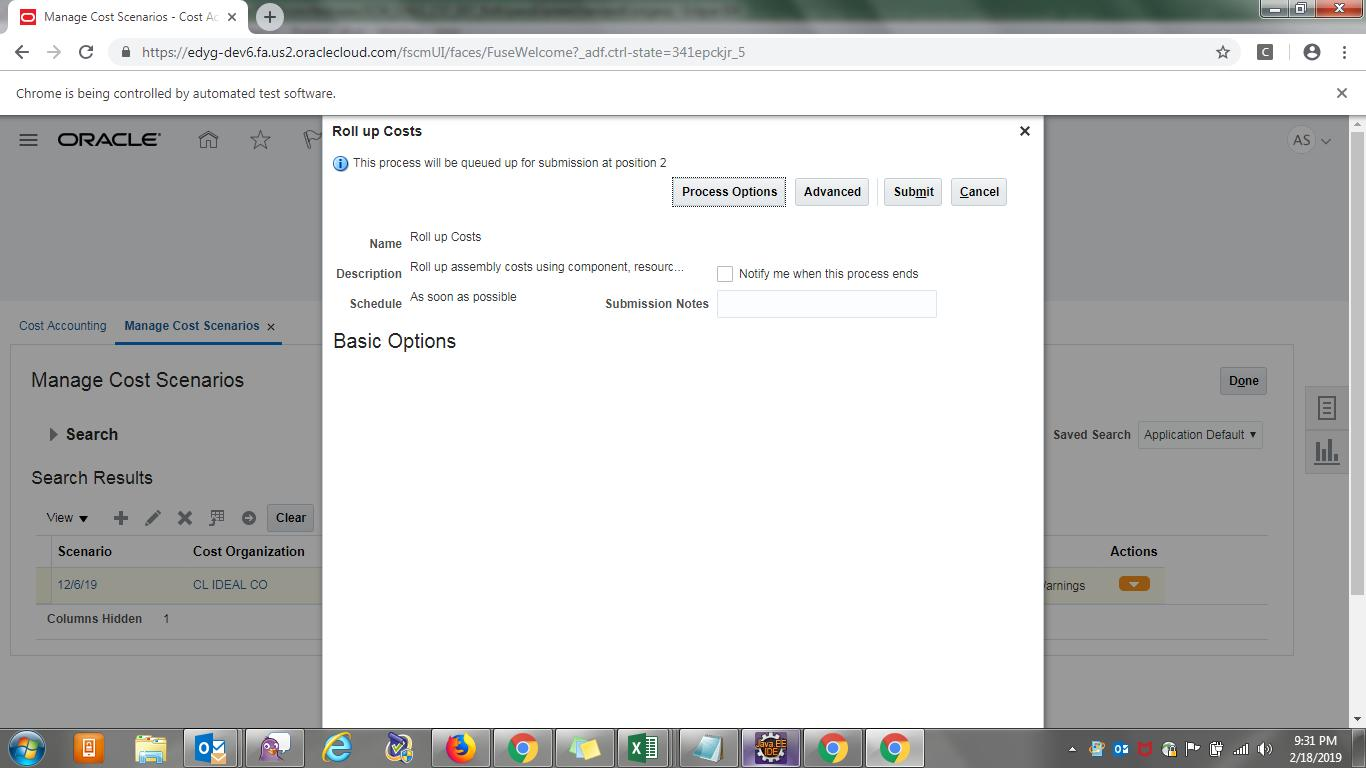 Manage Cost Scenarios - Cost Ac
https://edyg-dev6.fa.us2.oraclecloud.com/fscmUI/faces/FuseWelcome?_adf.ctrl-state=341epckjr_5
C
Chrome is being controlled by automated test software.
ORACLE
AS
Roll up Costs
This process will be queued up for submission at position 2
Process Options
Advanced
Submit
Cancel
Name Roll up Costs
Description Roll up assembly costs using component, resourc...
Notify me when this process ends
Schedule As soon as possible
Submission Notes
Basic Options
Cost Accounting
Manage Cost Scenarios
Manage Cost Scenarios
Done
Search
Saved Search Application Default
Search Results
View
Clear
Scenario Cost Organization Actions
12/6/19 CL IDEAL CO
Columns Hidden 1
Java EE
IDE
9:31 PM
2/18/2019